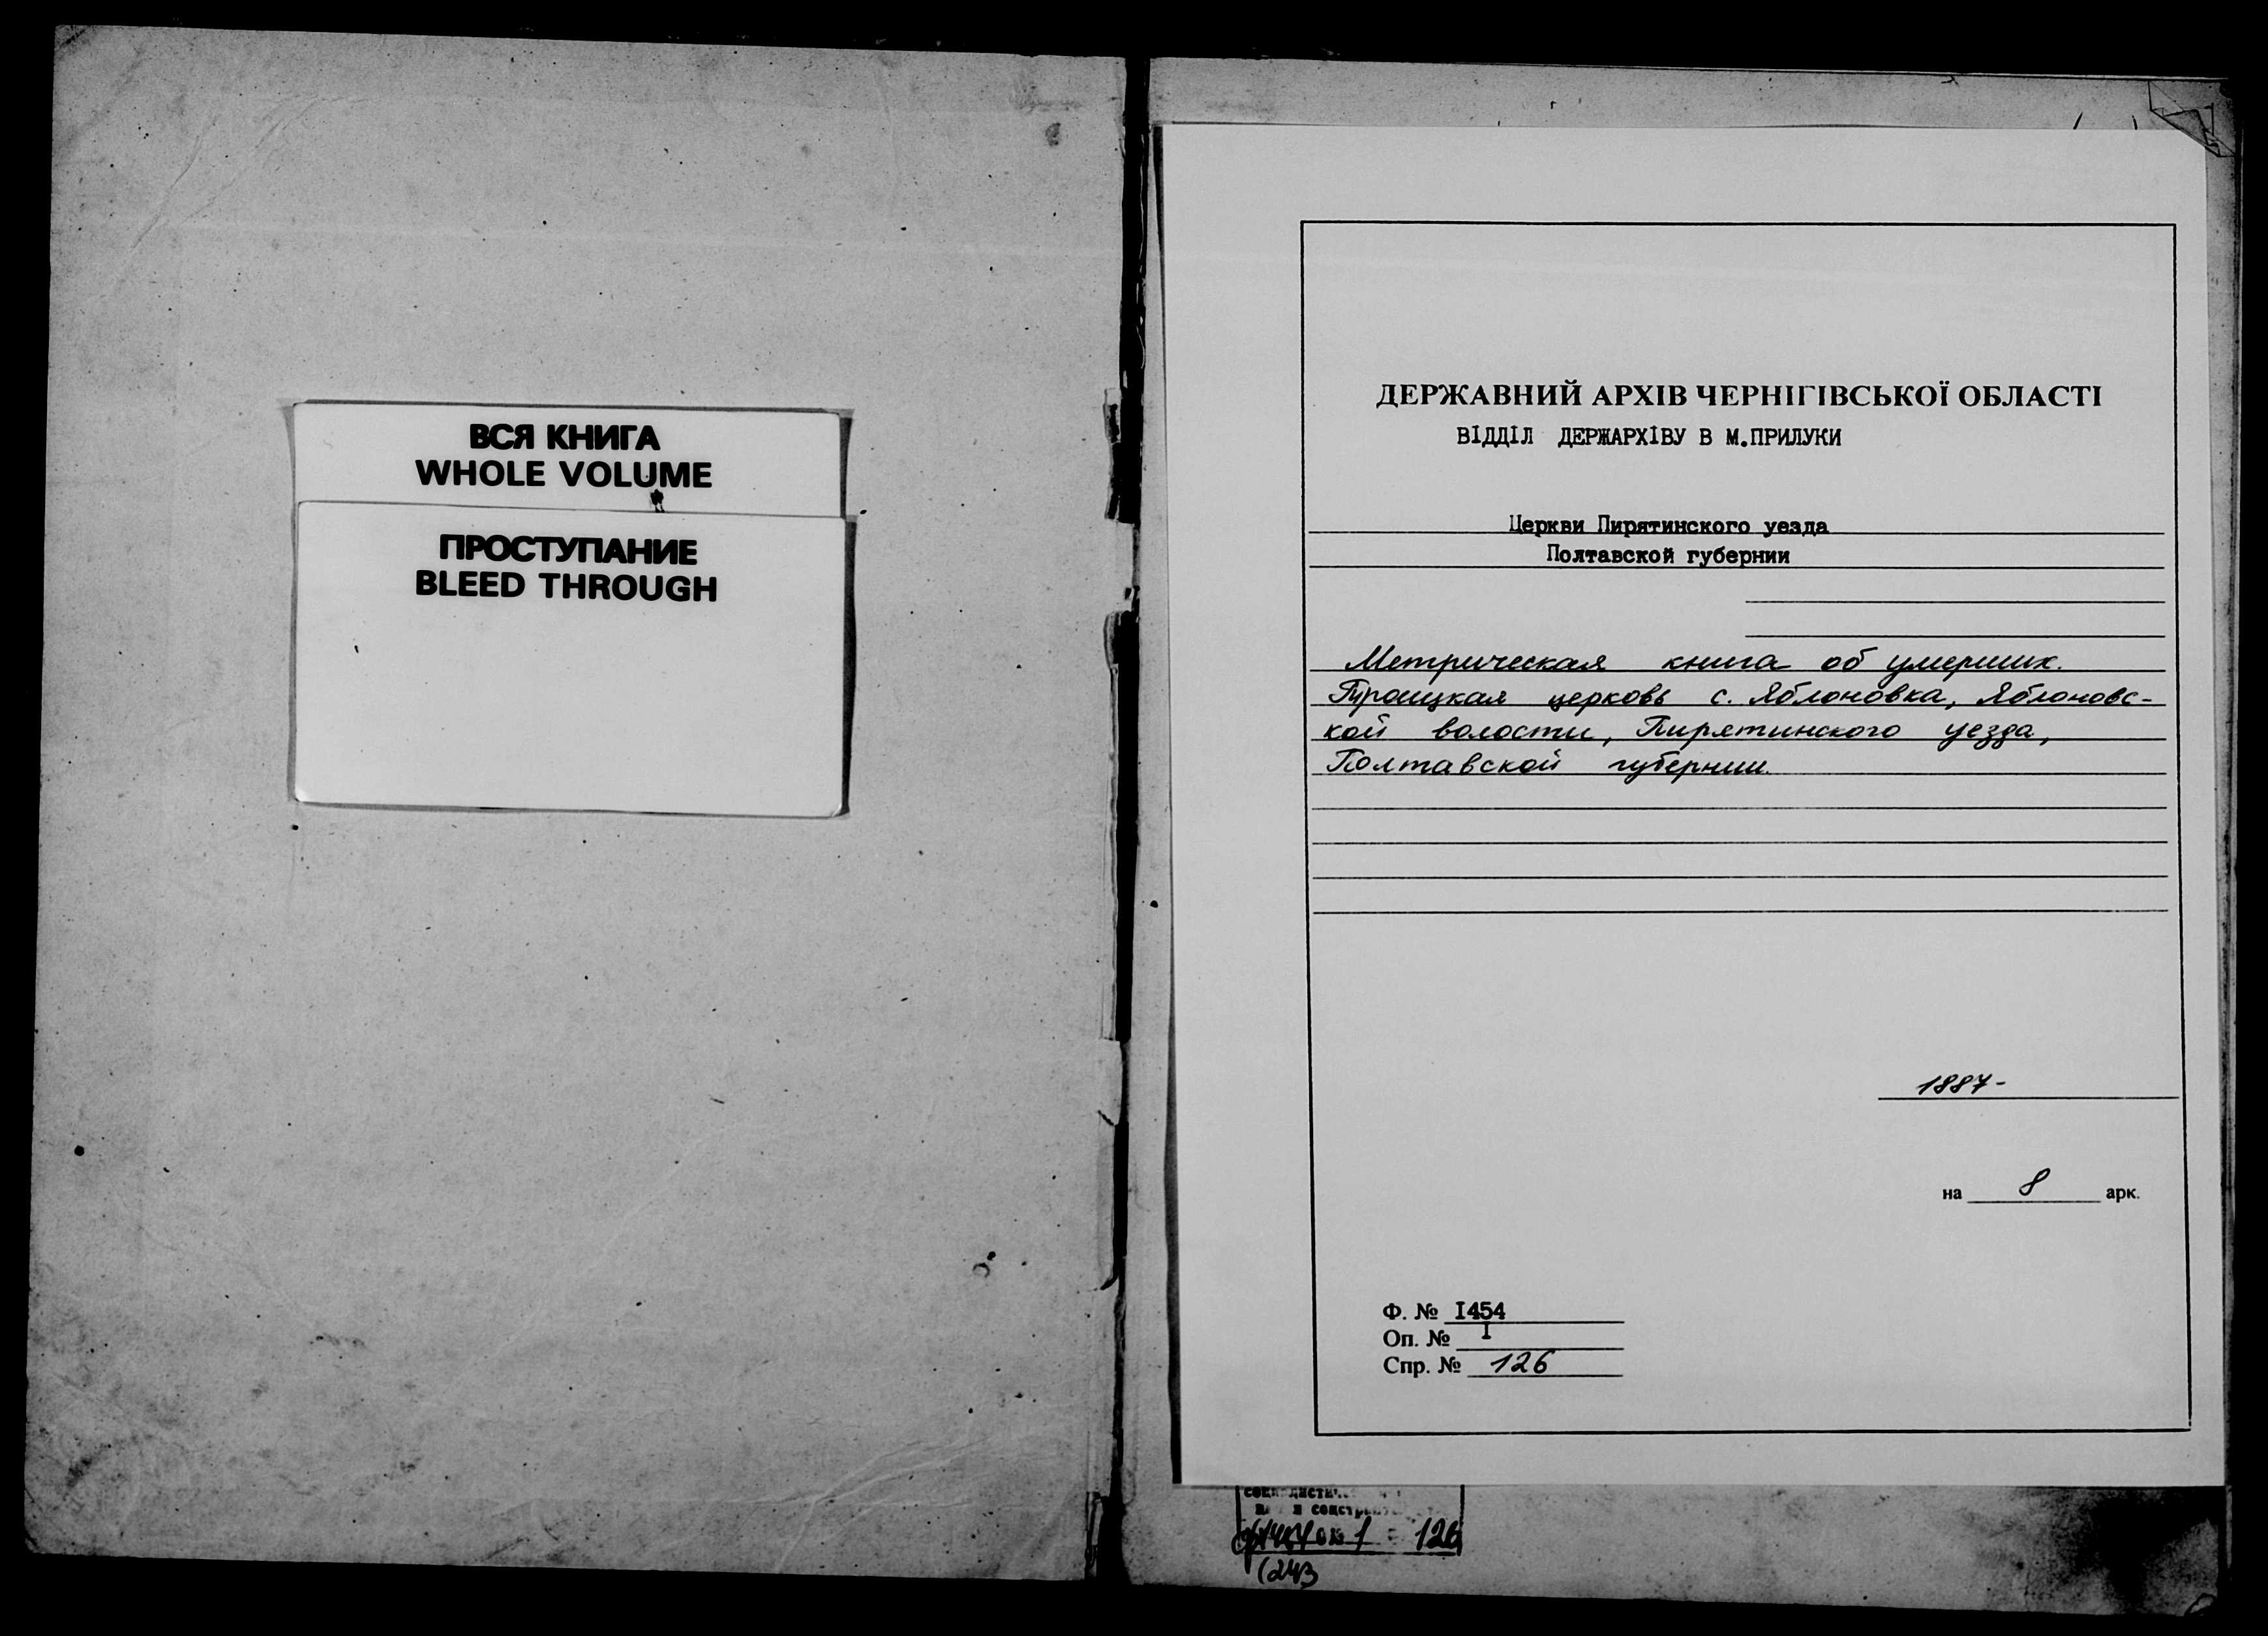 ВСЯ КНИГА
WHOLE VOLUME
ПРОСТУПАНИЕ
BLEED THROUGH
ДЕРЖАВНИЙ АРХІВ ЧЕРНІГІВСЬКОЇ ОБЛАСТІ
ВІДДІЛ ДЕРЖАРХІВУ В М.ПРИЛУКИ
Церкви Пирятинского уезда
Полтавской губернии
Метрическая книга об умерших.
Троицкая церковь с. Яблоновка, Яблоновс-
кой волости, Пирятинского уезда,
Полтавской губернии.
1887-
на 8 арк.
Ф. № I454
Оп. № I
Спр. № 126
1 126
(243